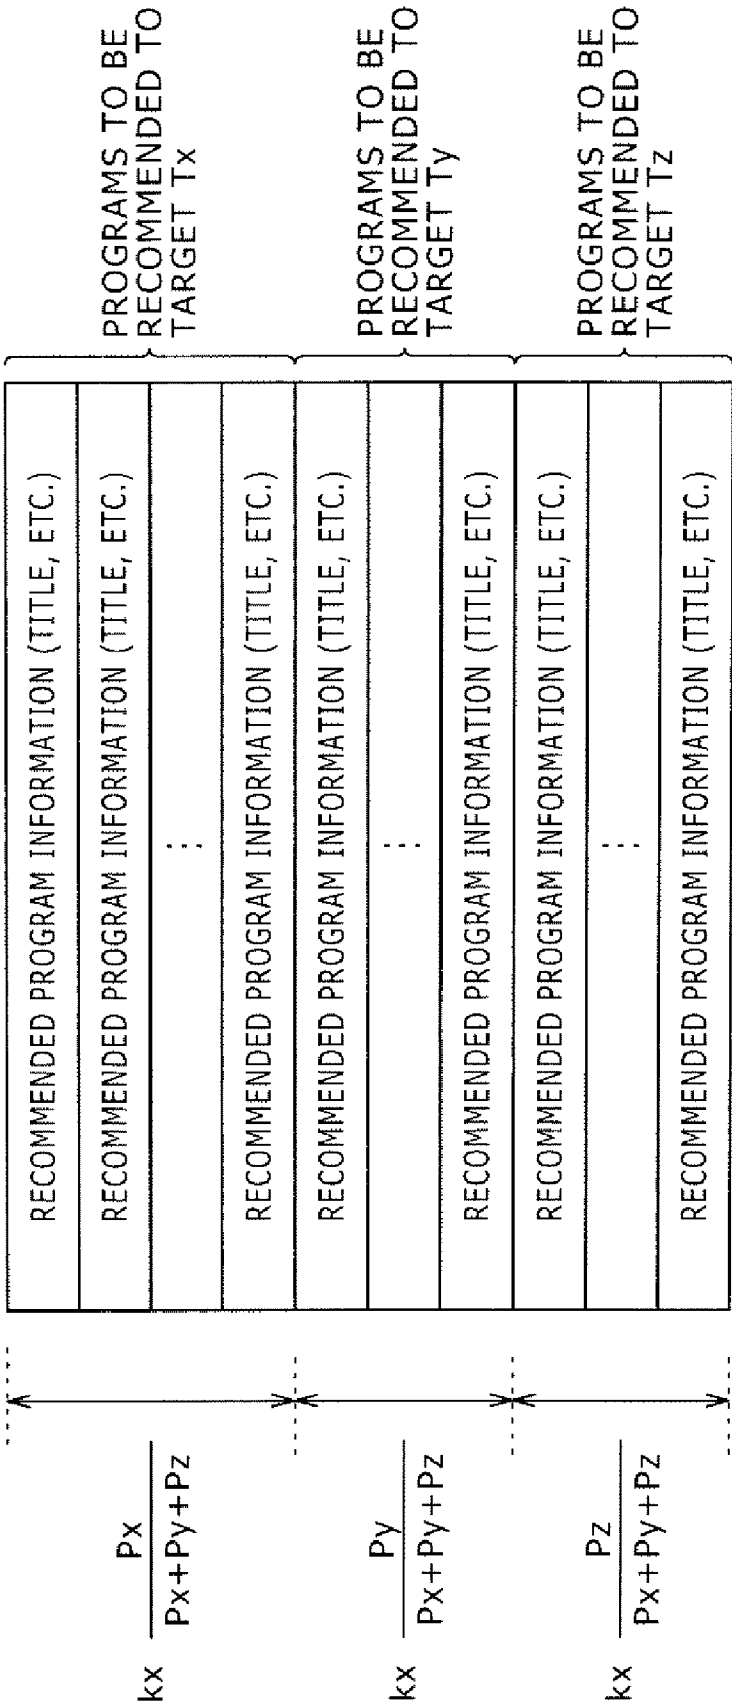 kx Px
Px+Py+Pz
RECOMMENDED PROGRAM INFORMATION (TITLE, ETC.)
RECOMMENDED PROGRAM INFORMATION (TITLE, ETC.)
...
RECOMMENDED PROGRAM INFORMATION (TITLE, ETC.)
PROGRAMS TO BE
RECOMMENDED TO
TARGET Tx
kx Py
Px+Py+Pz
RECOMMENDED PROGRAM INFORMATION (TITLE, ETC.)
...
RECOMMENDED PROGRAM INFORMATION (TITLE, ETC.)
PROGRAMS TO BE
RECOMMENDED TO
TARGET Ty
kx Pz
Px+Py+Pz
RECOMMENDED PROGRAM INFORMATION (TITLE, ETC.)
...
RECOMMENDED PROGRAM INFORMATION (TITLE, ETC.)
PROGRAMS TO BE
RECOMMENDED TO
TARGET Tz